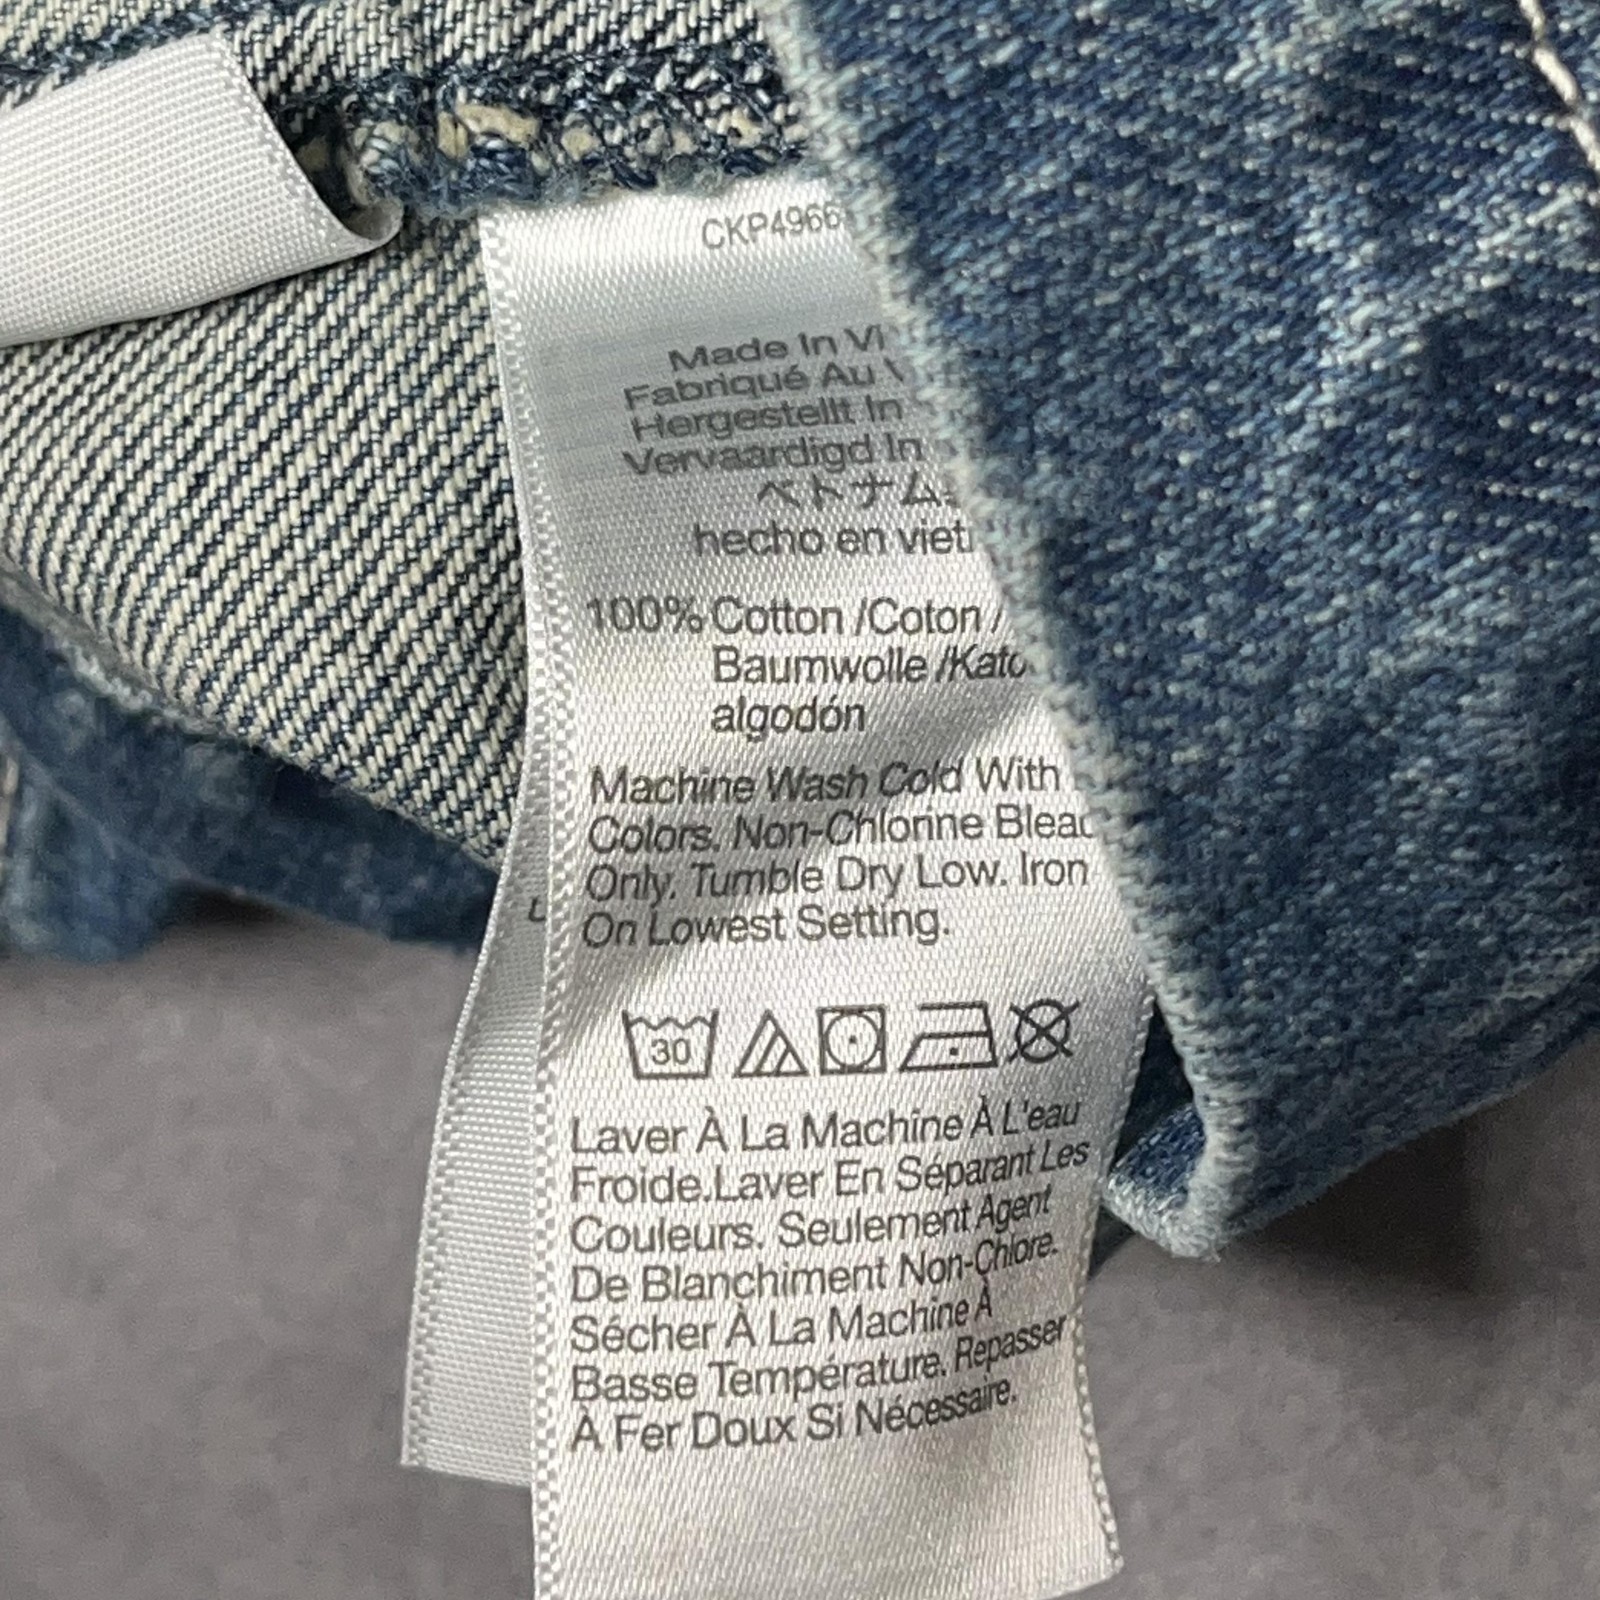 CKP4966
Made In Vi
Fabriqué Au V
Hergestellt In
Vervaardigd In
ベトナム
hecho en viet
100% Cotton /Coton /
Baumwolle /Kato
algodón
Machine Wash Cold With
Colors. Non-Chlorine Bleac
Only. Tumble Dry Low. Iron
On Lowest Setting.
30
Laver À La Machine À L'eau
Froide.Laver En Séparant Les
Couleurs. Seulement Agent
De Blanchiment Non-Chlore.
Sécher À La Machine À
Basse Température. Repasser
À Fer Doux Si Nécessaire.